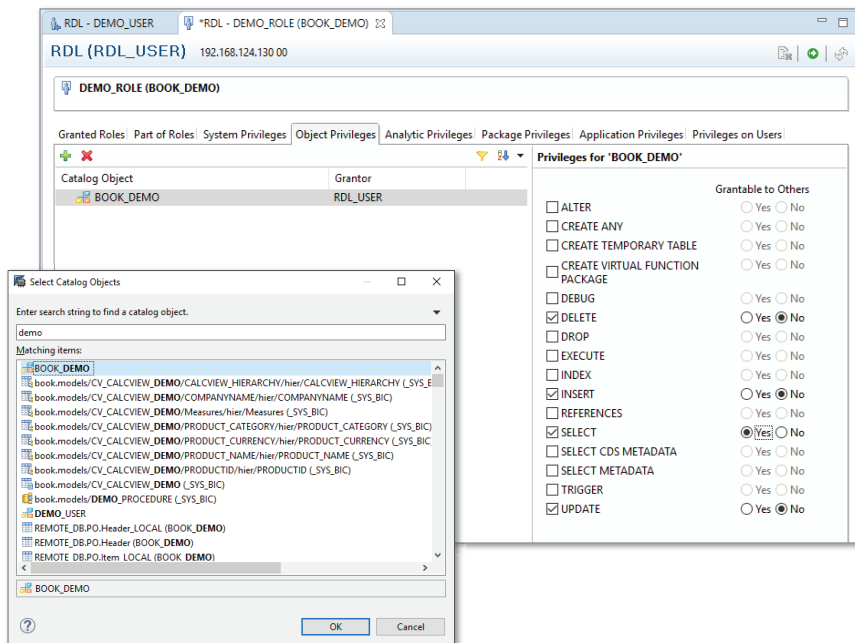 RDL - DEMO_USER
*RDL - DEMO_ROLE (BOOK_DEMO)
RDL (RDL_USER) 192.168.124.130 00
DEMO_ROLE (BOOK_DEMO)
Granted Roles Part of Roles System Privileges Object Privileges Analytic Privileges Package Privileges Application Privileges Privileges on Users
Catalog Object Grantor
BOOK_DEMO RDL_USER
Privileges for 'BOOK_DEMO'
Grantable to Others
ALTER Yes No
CREATE ANY Yes No
CREATE TEMPORARY TABLE Yes No
CREATE VIRTUAL FUNCTION Yes No
PACKAGE
DEBUG Yes No
DELETE Yes No
DROP Yes No
EXECUTE Yes No
INDEX Yes No
INSERT Yes No
REFERENCES Yes No
SELECT Yes No
SELECT CDS METADATA Yes No
SELECT METADATA Yes No
TRIGGER Yes No
UPDATE Yes No
Select Catalog Objects
Enter search string to find a catalog object.
demo
Matching items:
BOOK_DEMO
book.models/CV_CALCVIEW_DEMO/CALCVIEW_HIERARCHY/hier/CALCVIEW_HIERARCHY (_SYS_E
book.models/CV_CALCVIEW_DEMO/COMPANYNAME/hier/COMPANYNAME (_SYS_BIC)
book.models/CV_CALCVIEW_DEMO/Measures/hier/Measures (_SYS_BIC)
book.models/CV_CALCVIEW_DEMO/PRODUCT_CATEGORY/hier/PRODUCT_CATEGORY (_SYS_BIC)
book.models/CV_CALCVIEW_DEMO/PRODUCT_CURRENCY/hier/PRODUCT_CURRENCY (_SYS_BIC)
book.models/CV_CALCVIEW_DEMO/PRODUCT_NAME/hier/PRODUCT_NAME (_SYS_BIC)
book.models/CV_CALCVIEW_DEMO/PRODUCTID/hier/PRODUCTID (_SYS_BIC)
book.models/CV_CALCVIEW_DEMO (_SYS_BIC)
book.models/DEMO_PROCEDURE (_SYS_BIC)
DEMO_USER
REMOTE_DB.PO.Header_LOCAL (BOOK_DEMO)
REMOTE_DB.PO.Header (BOOK_DEMO)
REMOTE_DB.PO.Item_LOCAL (BOOK_DEMO)
BOOK_DEMO
OK Cancel